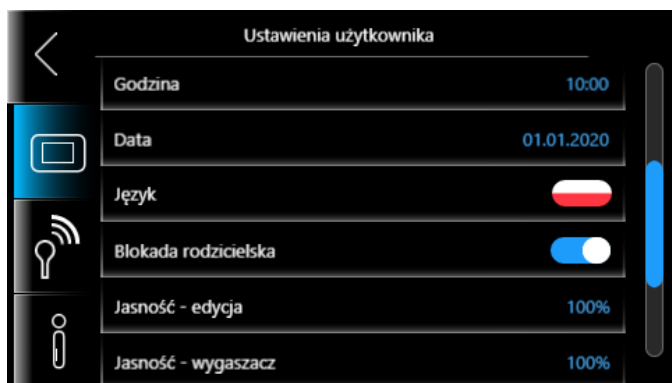 Ustawienia użytkownika
Godzina 10:00
Data 01.01.2020
Język
Blokada rodzicielska
Jasność - edycja 100%
Jasność - wygaszacz 100%